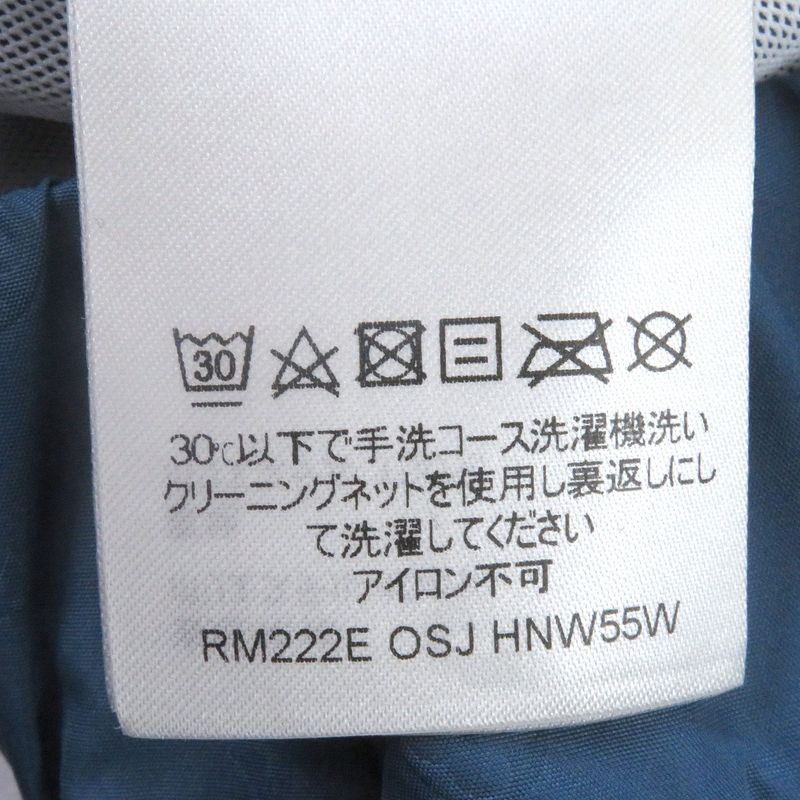 30
30℃以下で手洗コース洗濯機洗い
クリーニングネットを使用し裏返しにし
て洗濯してください
アイロン不可
RM222E OSJ HNW55W